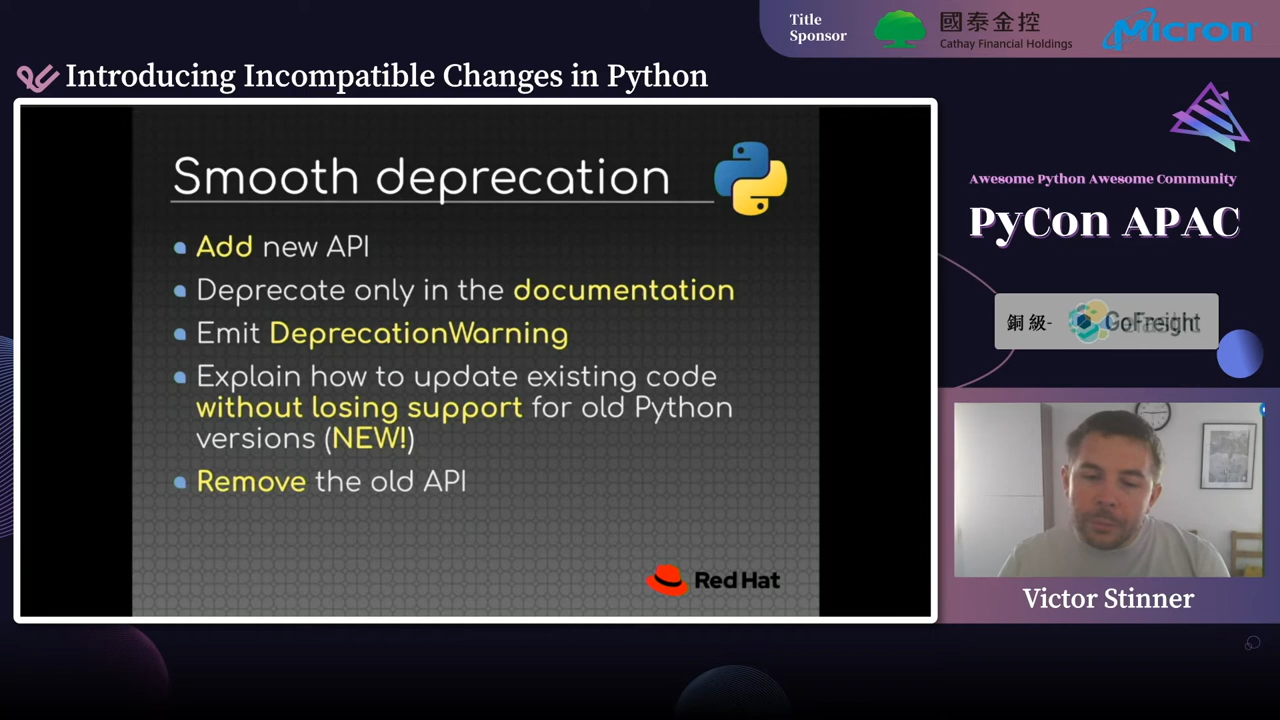 Title
Sponsor
國泰金控
Cathay Financial Holdings
Micron
Introducing Incompatible Changes in Python
Smooth deprecation
Add new API
Deprecate only in the documentation
Emit DeprecationWarning
Explain how to update existing code
without losing support for old Python
versions (NEW!)
Remove the old API
Red Hat
Awesome Python Awesome Community
PyCon APAC
銅級-
GoFreight
Victor Stinner